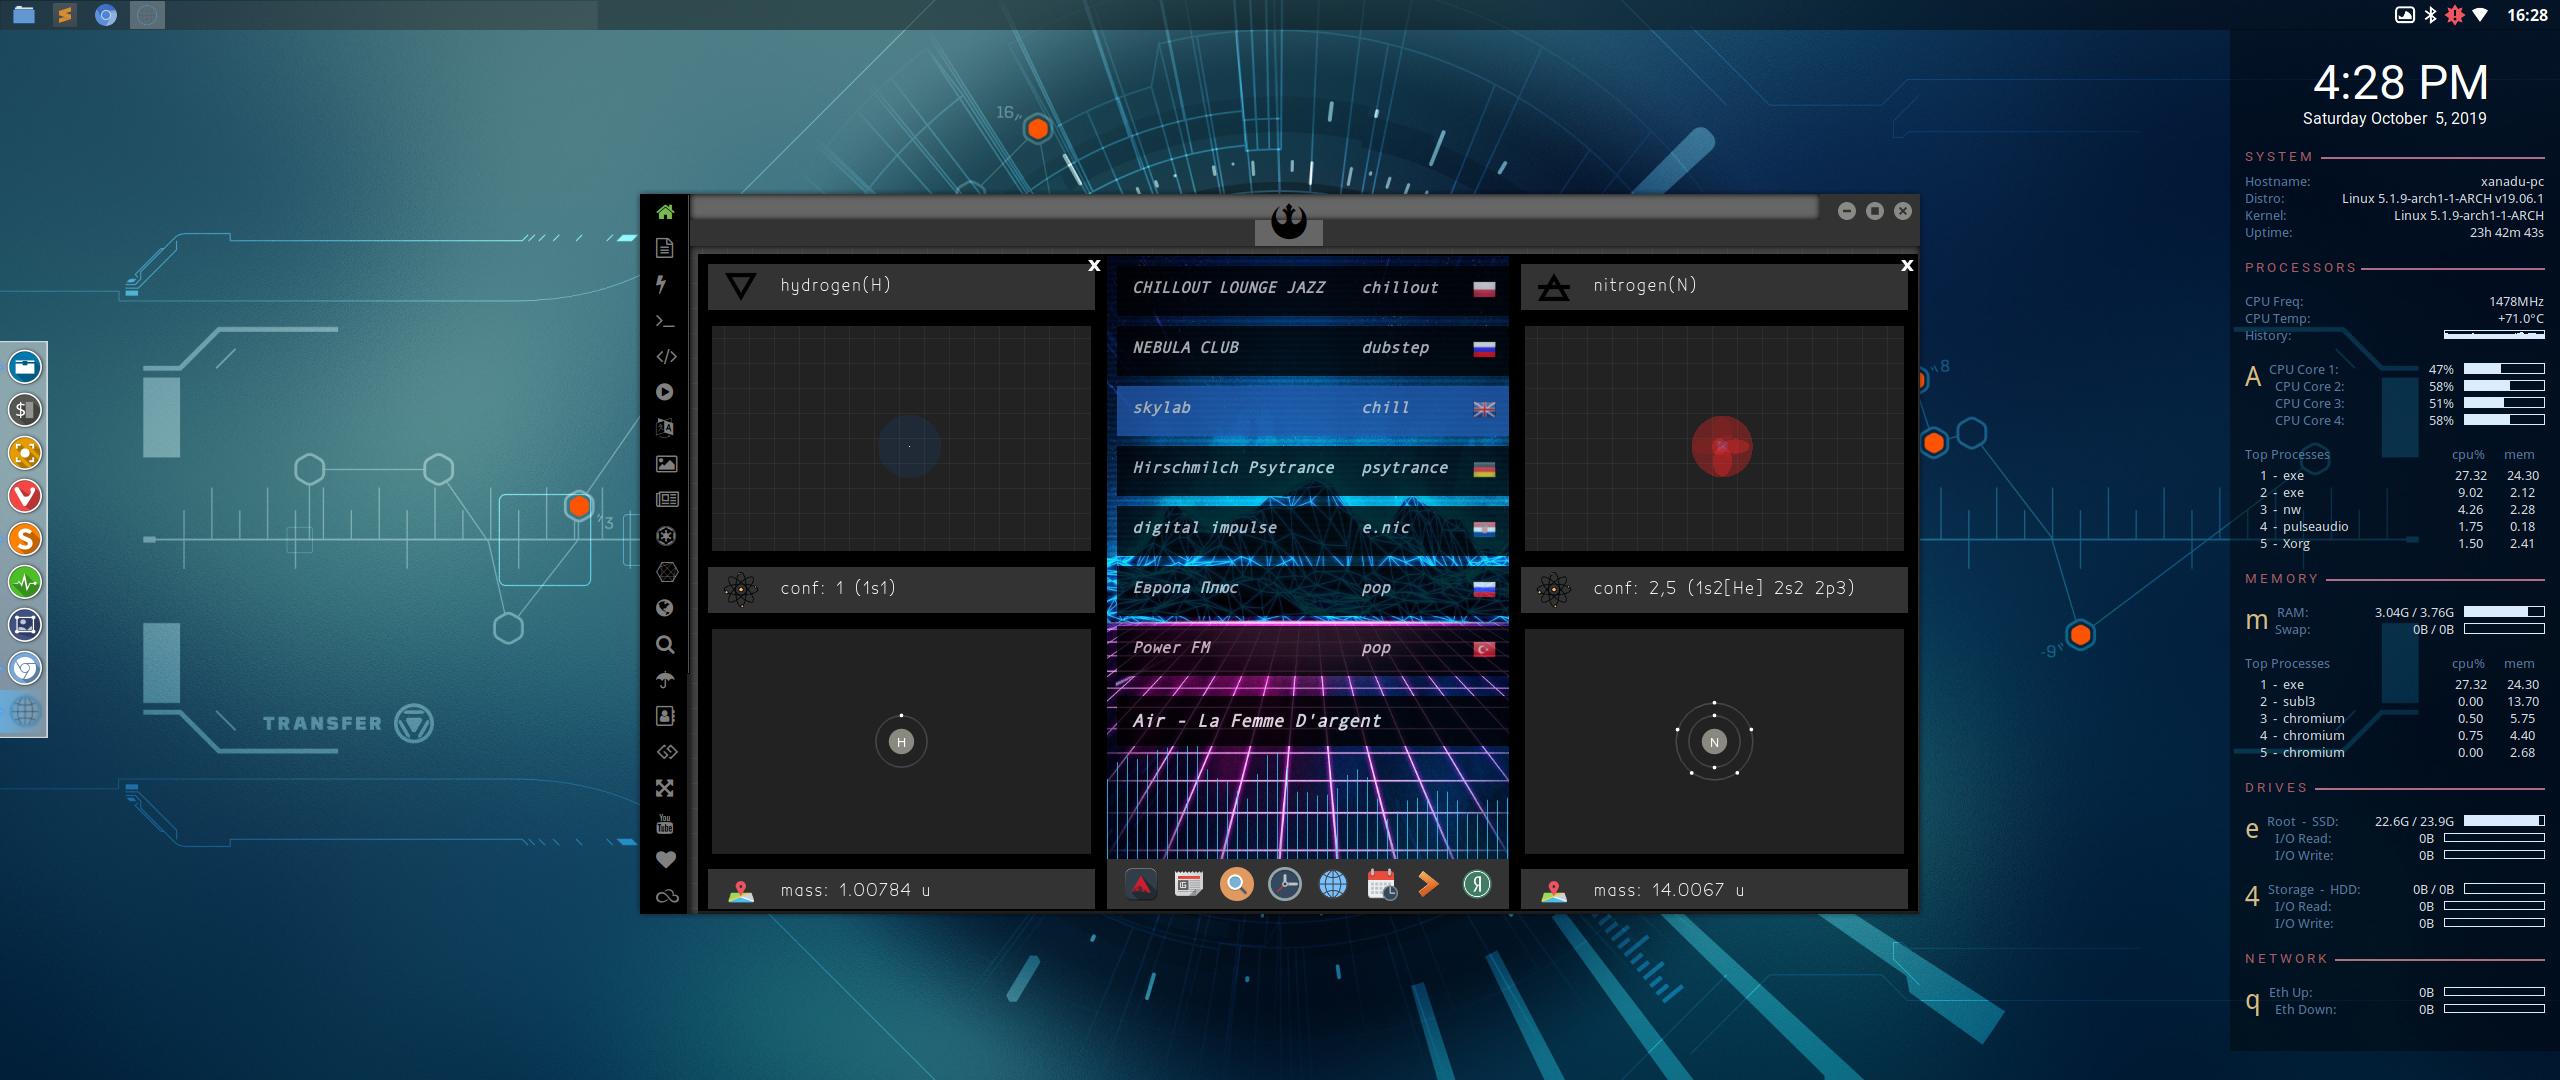 16:28
4:28 PM
Saturday October 5, 2019
SYSTEM
Hostname: xanadu-pc
Distro: Linux 5.1.9-arch1-1-ARCH v19.06.1
Kernel: Linux 5.1.9-arch1-1-ARCH
Uptime: 23h 42m 43s
PROCESSORS
CPU Freq: 1478MHz
CPU Temp: +71.0°C
History:
A CPU Core 1: 47%
CPU Core 2: 58%
CPU Core 3: 51%
CPU Core 4: 58%
Top Processes cpu% mem
1 - exe 27.32 24.30
2 - exe 9.02 2.12
3 - nw 4.26 2.28
4 - pulseaudio 1.75 0.18
5 - Xorg 1.50 2.41
MEMORY
m RAM: 3.04G / 3.76G
Swap: 0B / 0B
Top Processes cpu% mem
1 - exe 27.32 24.30
2 - subl3 0.00 13.70
3 - chromium 0.50 5.75
4 - chromium 0.75 4.40
5 - chromium 0.00 2.68
DRIVES
e Root - SSD: 22.6G / 23.9G
I/O Read: 0B
I/O Write: 0B
4 Storage - HDD: 0B / 0B
I/O Read: 0B
I/O Write: 0B
NETWORK
q Eth Up: 0B
Eth Down: 0B
16
3
8
-9
TRANSFER
You
Tube
x
hydrogen(H)
conf: 1 (1s1)
H
mass: 1.00784 u
CHILLOUT LOUNGE JAZZ chillout
NEBULA CLUB dubstep
skylab chill
Hirschmilch Psytrance psytrance
digital impulse e.nic
Европа Плюс pop
Power FM pop
Air - La Femme D'argent
Я
x
nitrogen(N)
conf: 2,5 (1s2[He] 2s2 2p3)
N
mass: 14.0067 u